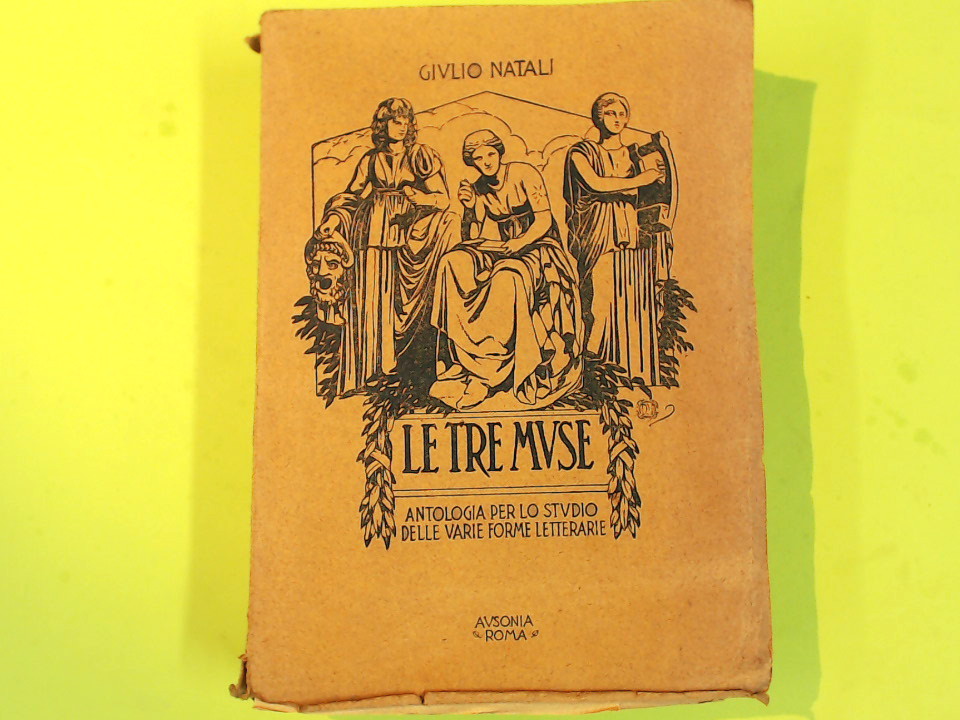 GIVLIO NATALI
LE TRE MVSE
ANTOLOGIA PER LO STVDIO
DELLE VARIE FORME LETTERARIE
AVSONIA
ROMA